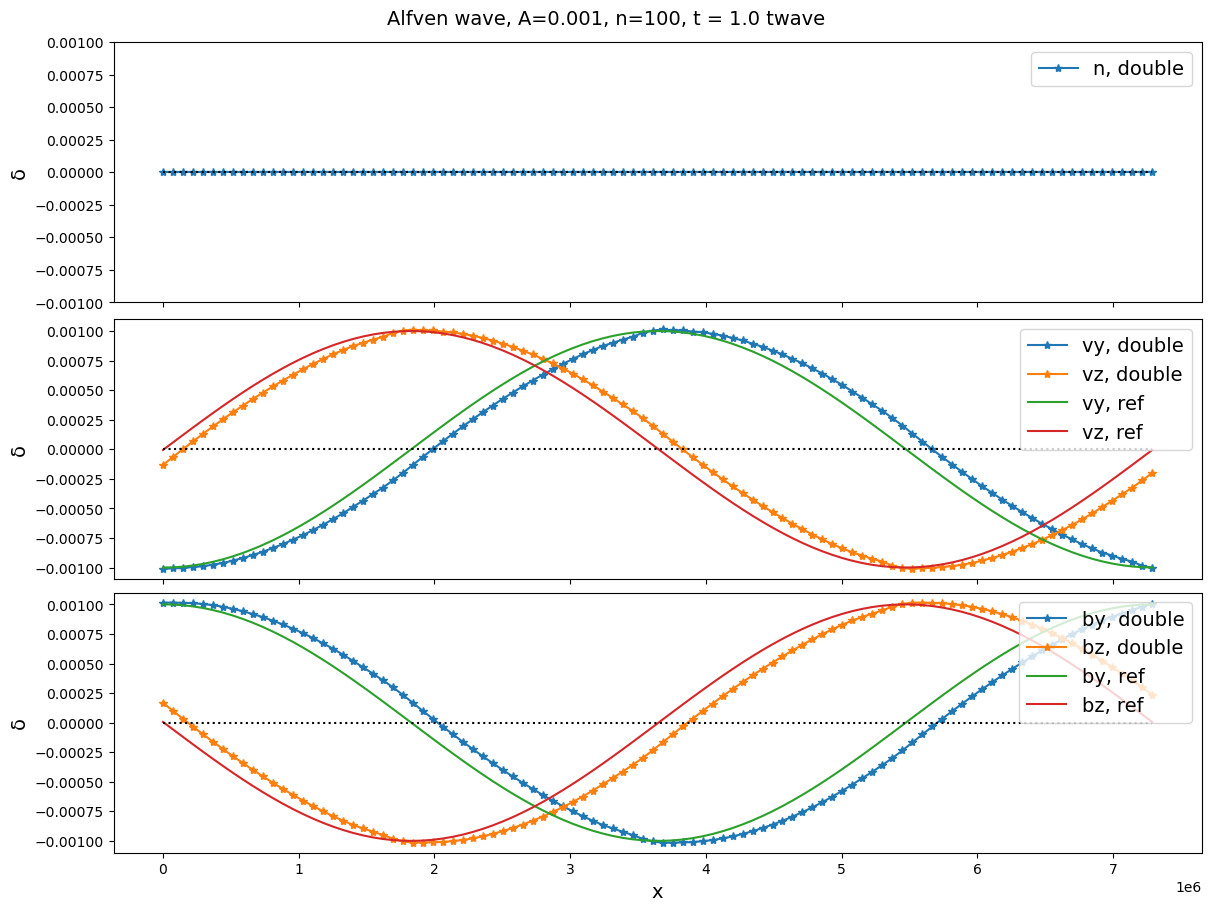 Alfven wave, A=0.001, n=100, t = 1.0 twave
0.00100
0.00075
0.00050
0.00025
0.00000
−0.00025
−0.00050
−0.00075
−0.00100
δ
n, double
0.00100
0.00075
0.00050
0.00025
0.00000
−0.00025
−0.00050
−0.00075
−0.00100
δ
vy, double
vz, double
vy, ref
vz, ref
0.00100
0.00075
0.00050
0.00025
0.00000
−0.00025
−0.00050
−0.00075
−0.00100
δ
by, double
bz, double
by, ref
bz, ref
0 1 2 3 4 5 6 7
1e6
x